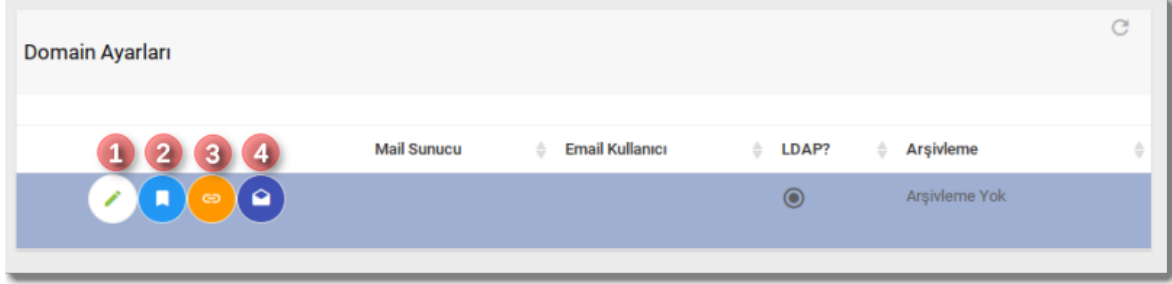 Domain Ayarları
1 2 3 4 Mail Sunucu Email Kullanıcı LDAP? Arşivleme
Arşivleme Yok